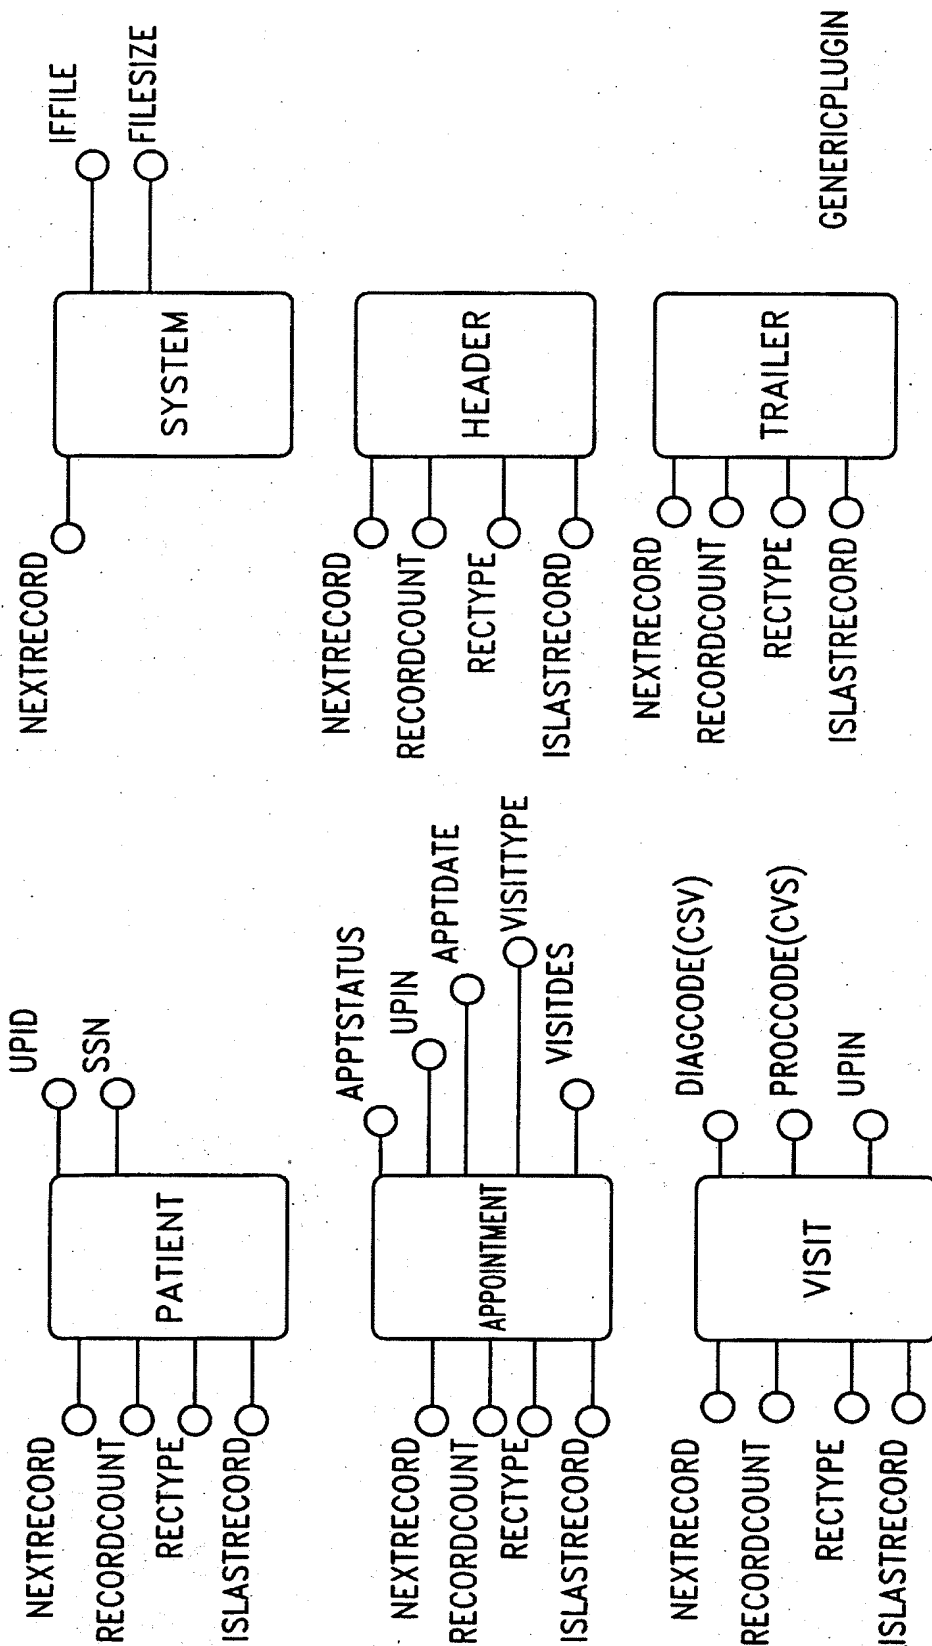 NEXTRECORD
RECORDCOUNT
RECTYPE
ISLASTRECORD
PATIENT
UPID
SSN
NEXTRECORD
SYSTEM
IFFILE
FILESIZE
NEXTRECORD
RECORDCOUNT
RECTYPE
ISLASTRECORD
APPOINTMENT
APPTSTATUS
UPIN
APPTDATE
VISITTYPE
VISITDES
NEXTRECORD
RECORDCOUNT
RECTYPE
ISLASTRECORD
HEADER
NEXTRECORD
RECORDCOUNT
RECTYPE
ISLASTRECORD
VISIT
DIAGCODE(CSV)
PROCCODE(CVS)
UPIN
NEXTRECORD
RECORDCOUNT
RECTYPE
ISLASTRECORD
TRAILER
GENERICPLUGIN